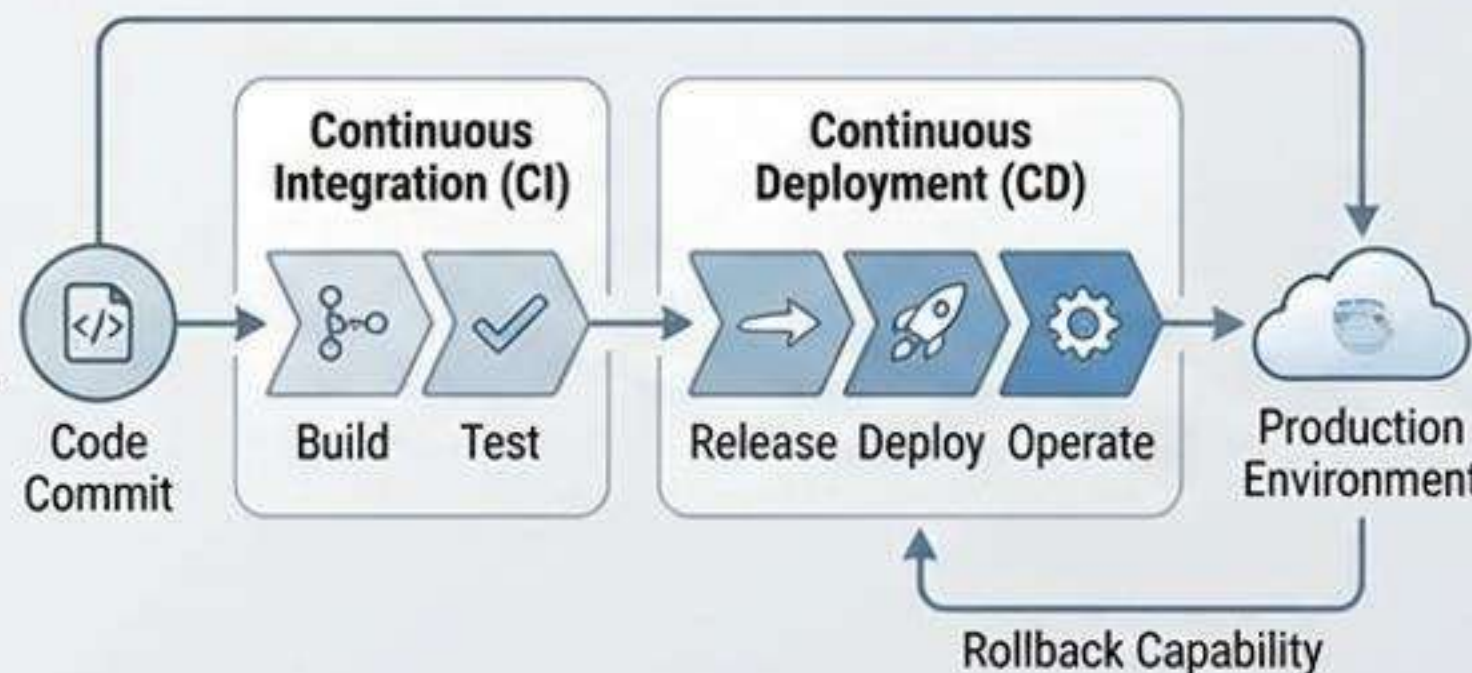 Continuous
Integration (CI)
Continuous
Deployment (CD)
</>
Code
Commit
Build
Test
Release
Deploy
Operate
Production
Environment
Rollback Capability